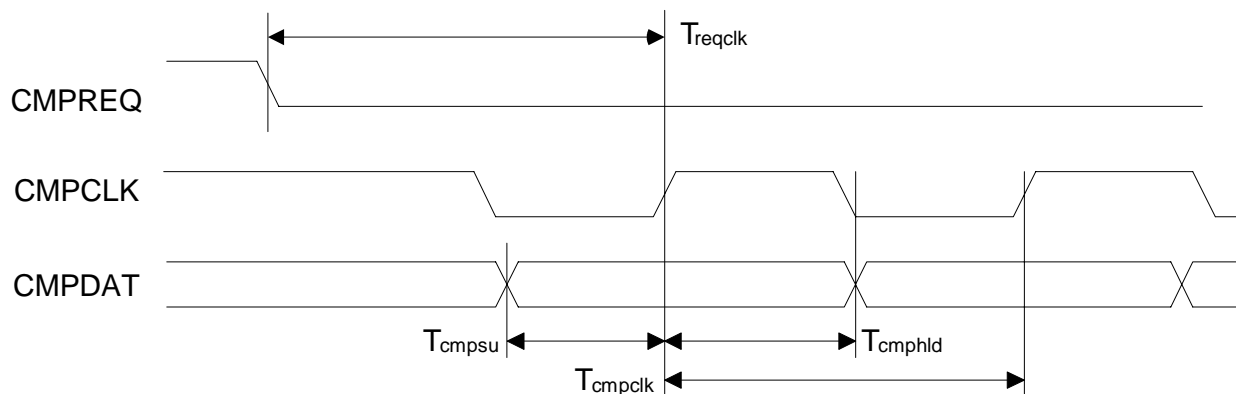 Treqclk
CMPREQ
CMPCLK
CMPDAT
Tcmpsu
Tcmphld
Tcmpclk